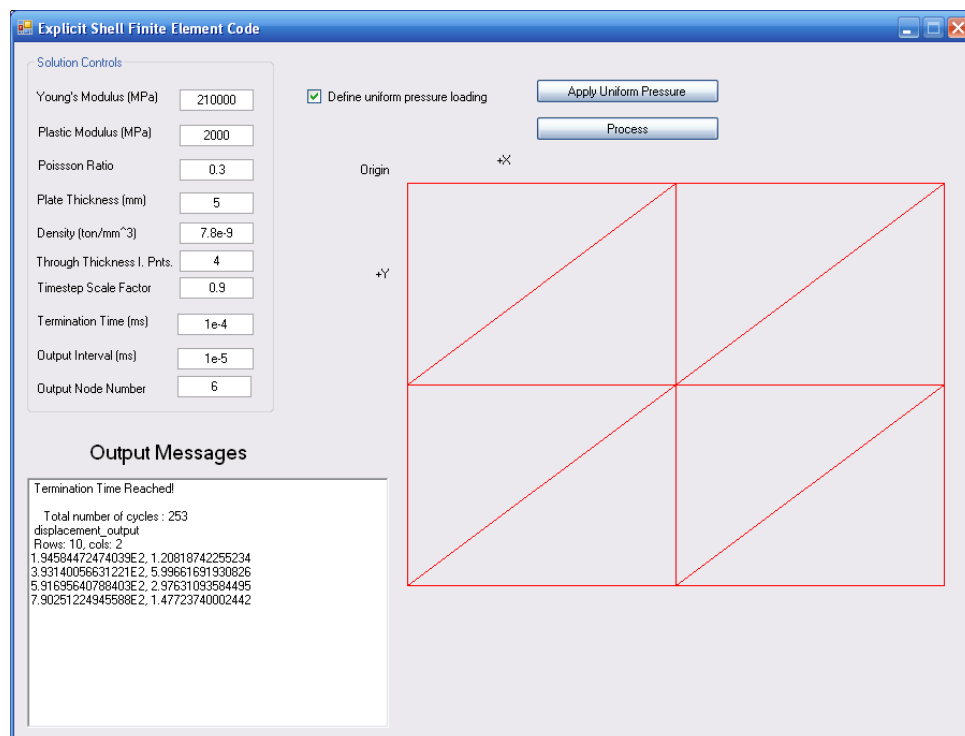 Explicit Shell Finite Element Code
Solution Controls
Young's Modulus (MPa) 210000
Plastic Modulus (MPa) 2000
Poissson Ratio 0.3
Plate Thickness (mm) 5
Density (ton/mm^3) 7.8e-9
Through Thickness I. Pnts. 4
Timestep Scale Factor 0.9
Termination Time (ms) 1e-4
Output Interval (ms) 1e-5
Output Node Number 6
Define uniform pressure loading
Apply Uniform Pressure
Process
Origin
+X
+Y
Output Messages
Termination Time Reached!
Total number of cycles : 253
displacement_output
Rows: 10, cols: 2
1.94584472474039E2, 1.20818742255234
3.93140056631221E2, 5.99661691930826
5.91695640788403E2, 2.97631093584495
7.90251224945588E2, 1.47723740002442